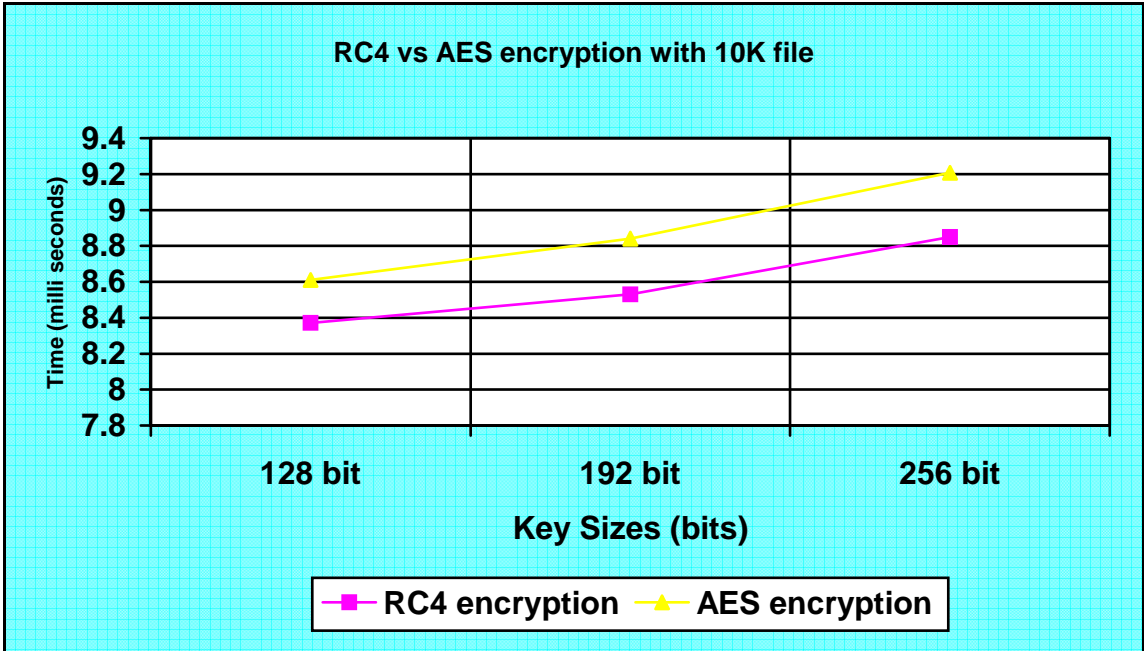 RC4 vs AES encryption with 10K file
Time (milli seconds)
9.4
9.2
9
8.8
8.6
8.4
8.2
8
7.8
128 bit 192 bit 256 bit
Key Sizes (bits)
RC4 encryption AES encryption